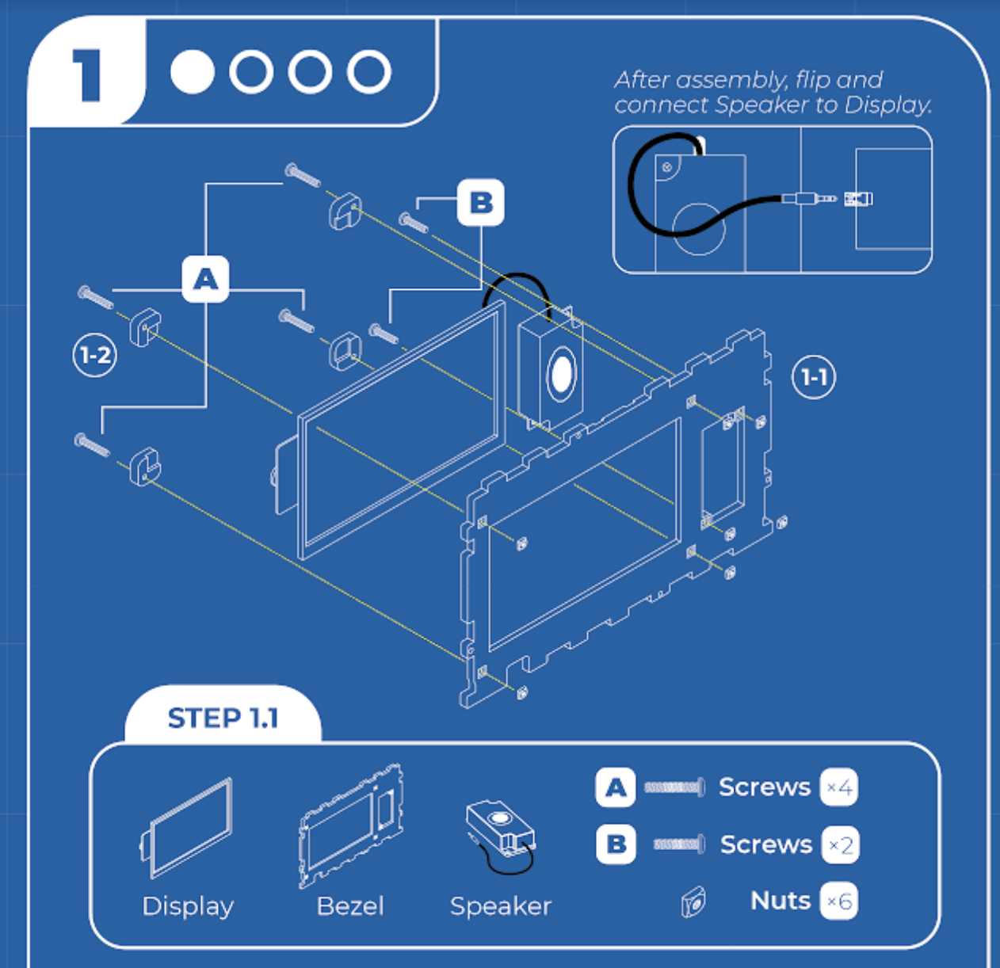 1
After assembly, flip and
connect Speaker to Display.
B
A
1-2
1-1
STEP 1.1
Display
Bezel
Speaker
A Screws ×4
B Screws ×2
Nuts ×6